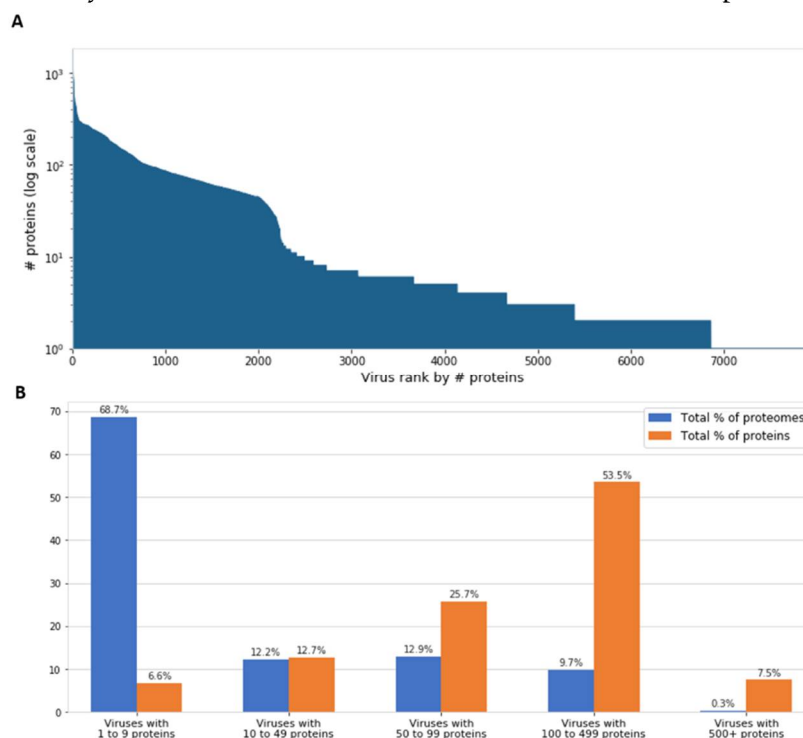 A
10³
10²
10¹
10⁰
# proteins (log scale)
0 1000 2000 3000 4000 5000 6000 7000
Virus rank by # proteins
B
Total % of proteomes
Total % of proteins
70
60
50
40
30
20
10
0
68.7%
6.6%
12.2%
12.7%
12.9%
25.7%
9.7%
53.5%
0.3%
7.5%
Viruses with
1 to 9 proteins
Viruses with
10 to 49 proteins
Viruses with
50 to 99 proteins
Viruses with
100 to 499 proteins
Viruses with
500+ proteins